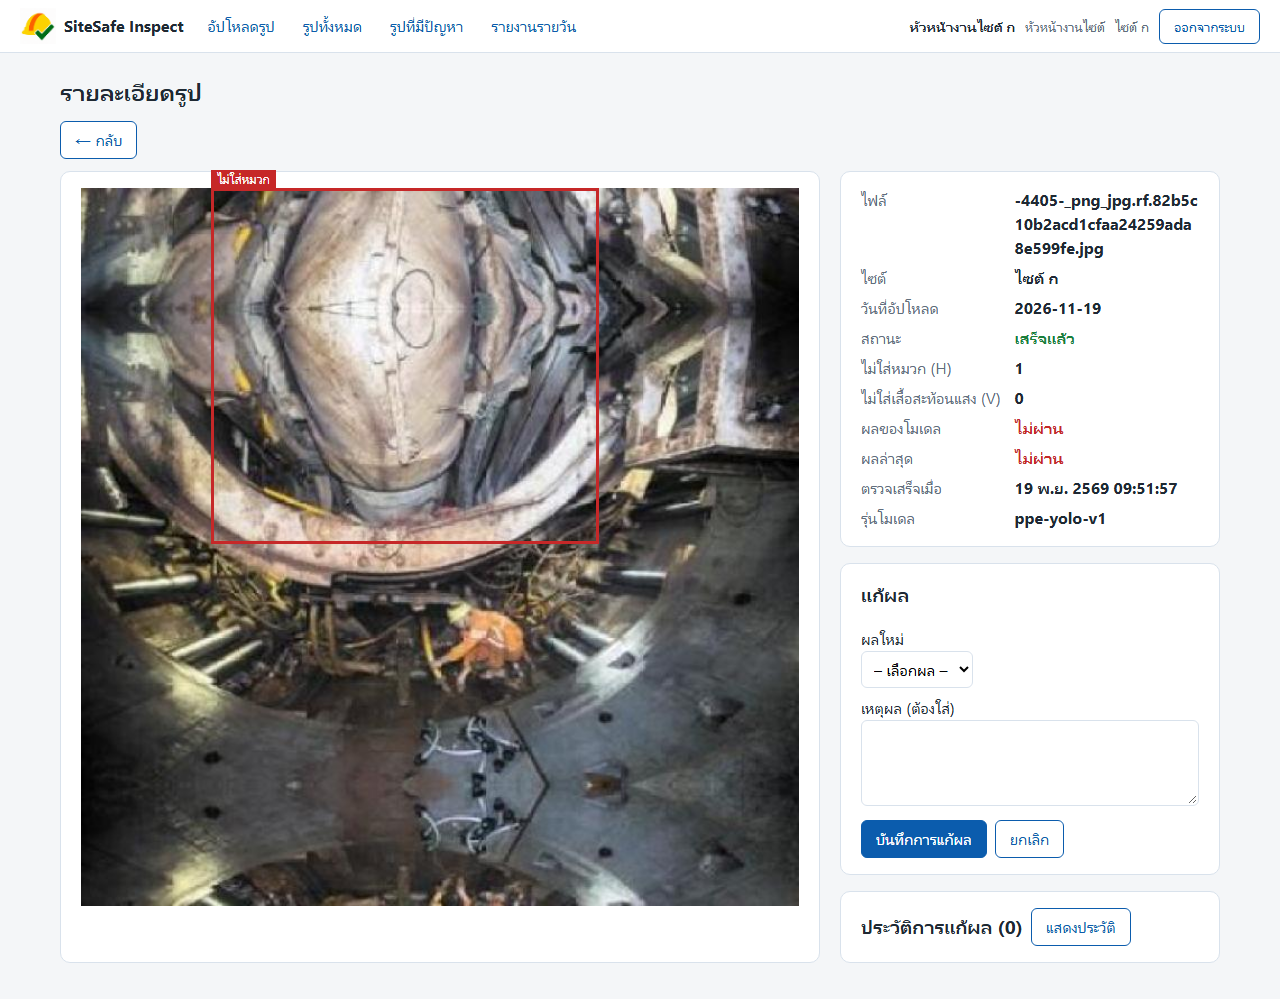 SiteSafe Inspect
อัปโหลดรูป
รูปทั้งหมด
รูปที่มีปัญหา
รายงานรายวัน
หัวหน้างานไซต์ ก
หัวหน้างานไซต์
ไซต์ ก
ออกจากระบบ
รายละเอียดรูป
← กลับ
ไม่ใส่หมวก
ไฟล์
-4405-_png_jpg.rf.82b5c
10b2acd1cfaa24259ada
8e599fe.jpg
ไซต์
ไซต์ ก
วันที่อัปโหลด
2026-11-19
สถานะ
เสร็จแล้ว
ไม่ใส่หมวก (H)
1
ไม่ใส่เสื้อสะท้อนแสง (V)
0
ผลของโมเดล
ไม่ผ่าน
ผลล่าสุด
ไม่ผ่าน
ตรวจเสร็จเมื่อ
19 พ.ย. 2569 09:51:57
รุ่นโมเดล
ppe-yolo-v1
แก้ผล
ผลใหม่
– เลือกผล –
เหตุผล (ต้องใส่)
บันทึกการแก้ผล
ยกเลิก
ประวัติการแก้ผล (0)
แสดงประวัติ